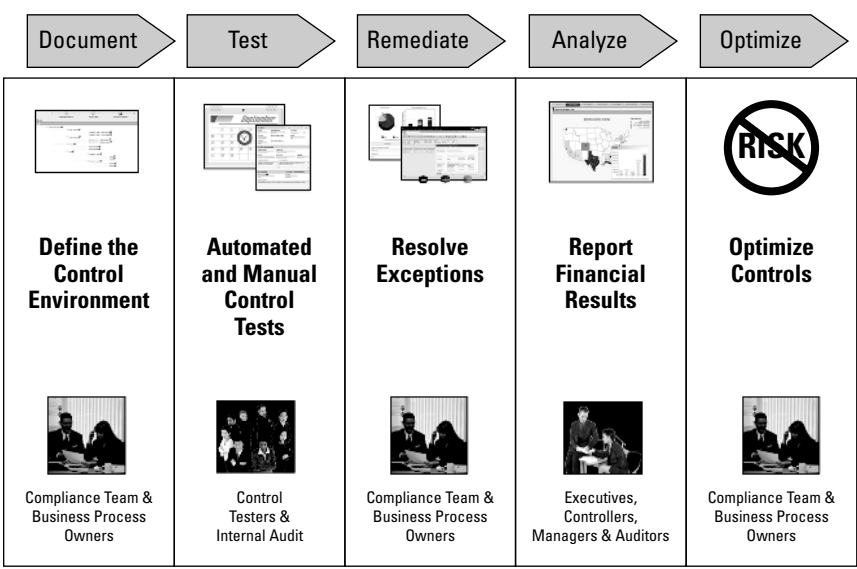 Document
Test
Remediate
Analyze
Optimize
September
RISK
Define the
Control
Environment
Automated
and Manual
Control
Tests
Resolve
Exceptions
Report
Financial
Results
Optimize
Controls
Compliance Team &
Business Process
Owners
Control
Testers &
Internal Audit
Compliance Team &
Business Process
Owners
Executives,
Controllers,
Managers & Auditors
Compliance Team &
Business Process
Owners